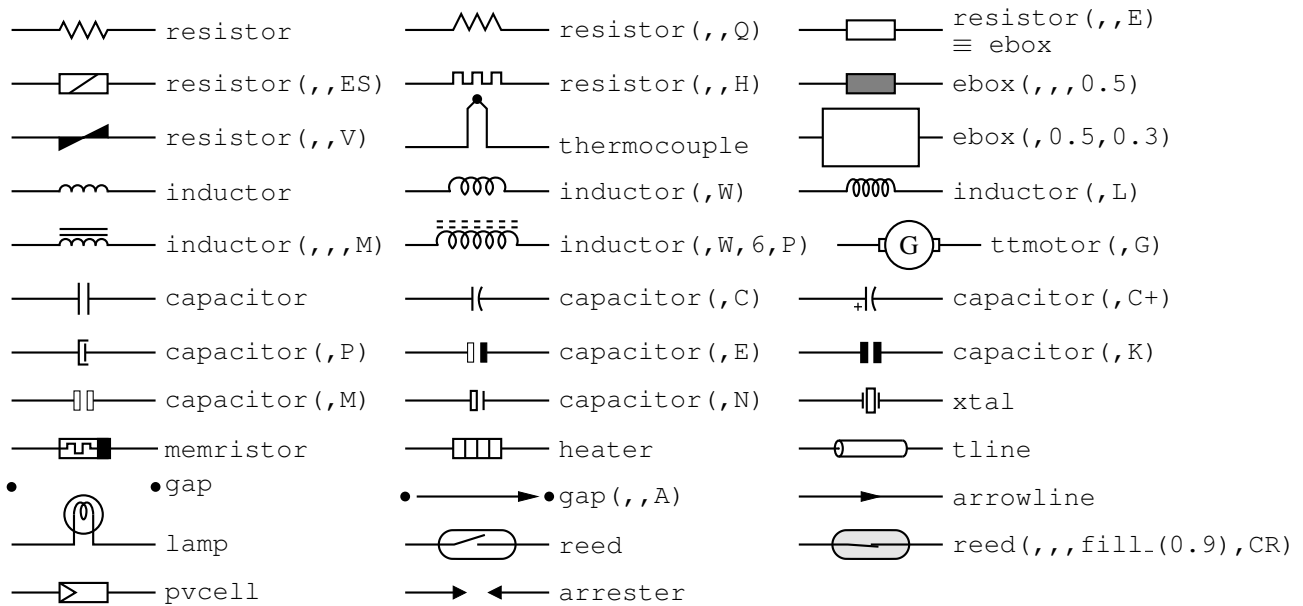 resistor
resistor(,,Q)
resistor(,,E)
≡ ebox
resistor(,,ES)
resistor(,,H)
ebox(,,,0.5)
resistor(,,V)
thermocouple
ebox(,0.5,0.3)
inductor
inductor(,W)
inductor(,L)
inductor(,,,M)
inductor(,W,6,P)
G
ttmotor(,G)
capacitor
capacitor(,C)
+
capacitor(,C+)
capacitor(,P)
capacitor(,E)
capacitor(,K)
capacitor(,M)
capacitor(,N)
xtal
memristor
heater
tline
gap
gap(,,A)
arrowline
lamp
reed
reed(,,,fill_(0.9),CR)
pvcell
arrester